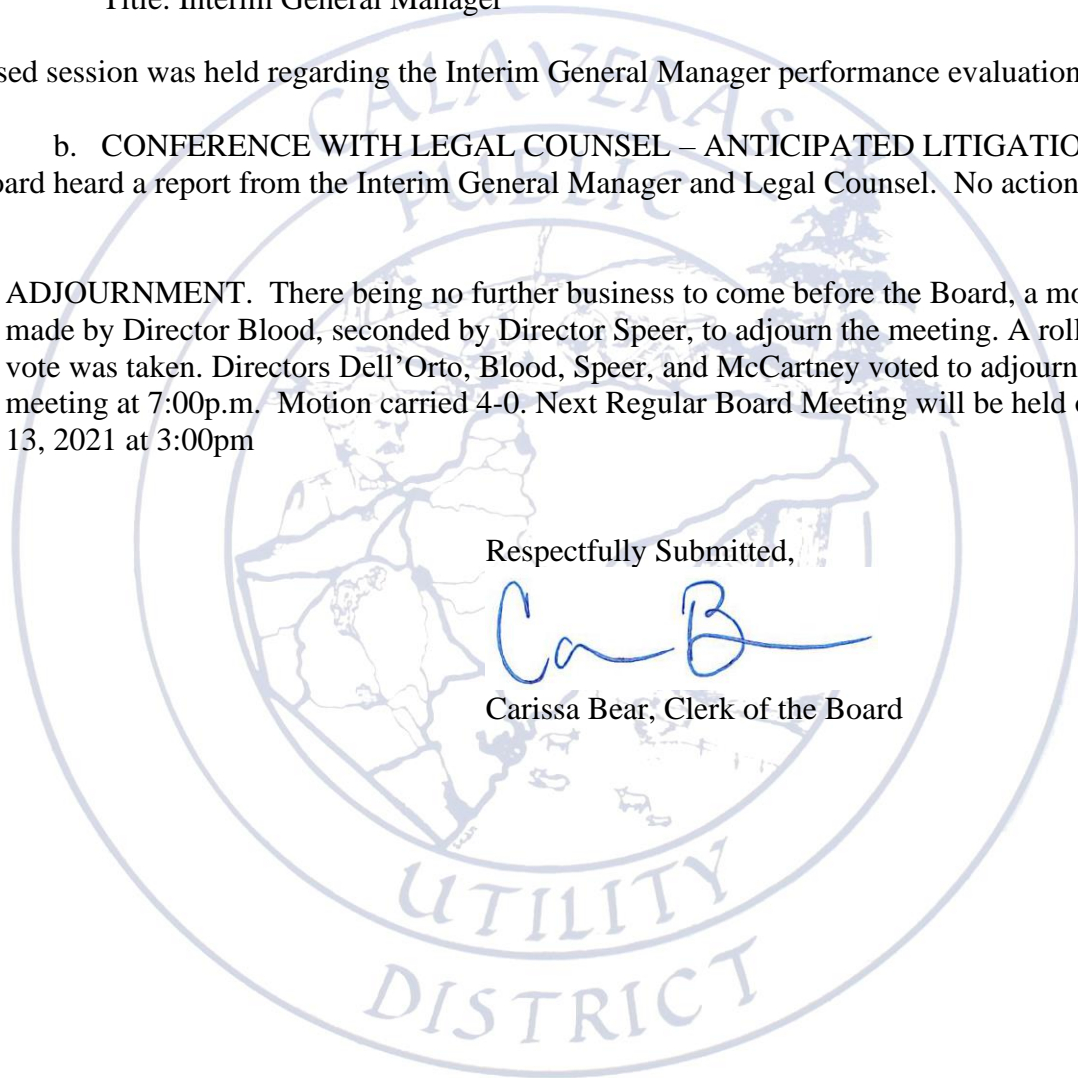 Title: Interim General Manager
sed session was held regarding the Interim General Manager performance evaluation
b. CONFERENCE WITH LEGAL COUNSEL – ANTICIPATED LITIGATIO
oard heard a report from the Interim General Manager and Legal Counsel. No action
ADJOURNMENT. There being no further business to come before the Board, a mo
made by Director Blood, seconded by Director Speer, to adjourn the meeting. A roll
vote was taken. Directors Dell’Orto, Blood, Speer, and McCartney voted to adjourn
meeting at 7:00p.m. Motion carried 4-0. Next Regular Board Meeting will be held
13, 2021 at 3:00pm
Respectfully Submitted,
Ca B
Carissa Bear, Clerk of the Board
CALAVERAS
PUBLIC
UTILITY
DISTRICT